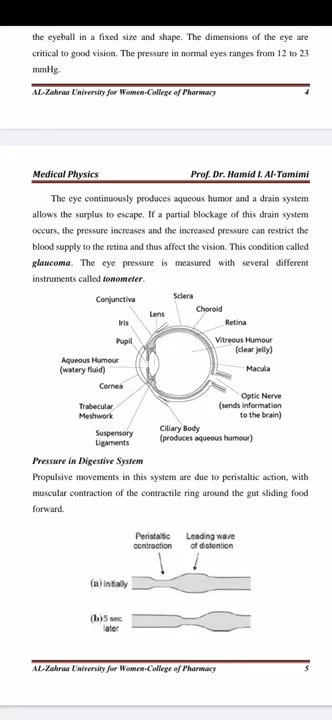 the eyeball in a fixed size and shape. The dimensions of the eye are
critical to good vision. The pressure in normal eyes ranges from 12 to 23
mmHg.
AL-Zahraa University for Women-College of Pharmacy 4
Medical Physics Prof. Dr. Hamid I. Al-Tamimi
The eye continuously produces aqueous humor and a drain system
allows the surplus to escape. If a partial blockage of this drain system
occurs, the pressure increases and the increased pressure can restrict the
blood supply to the retina and thus affect the vision. This condition called
glaucoma. The eye pressure is measured with several different
instruments called tonometer.
Sclera
Conjunctiva
Choroid
Lens
Iris
Retina
Pupil
Vitreous Humour
(clear jelly)
Aqueous Humour
(watery fluid)
Macula
Cornea
Optic Nerve
(sends information
to the brain)
Trabecular
Meshwork
Ciliary Body
(produces aqueous humour)
Suspensory
Ligaments
Pressure in Digestive System
Propulsive movements in this system are due to peristaltic action, with
muscular contraction of the contractile ring around the gut sliding food
forward.
Peristaltic
contraction
Leading wave
of distention
(a) Initially
(b) 5 sec
later
AL-Zahraa University for Women-College of Pharmacy 5